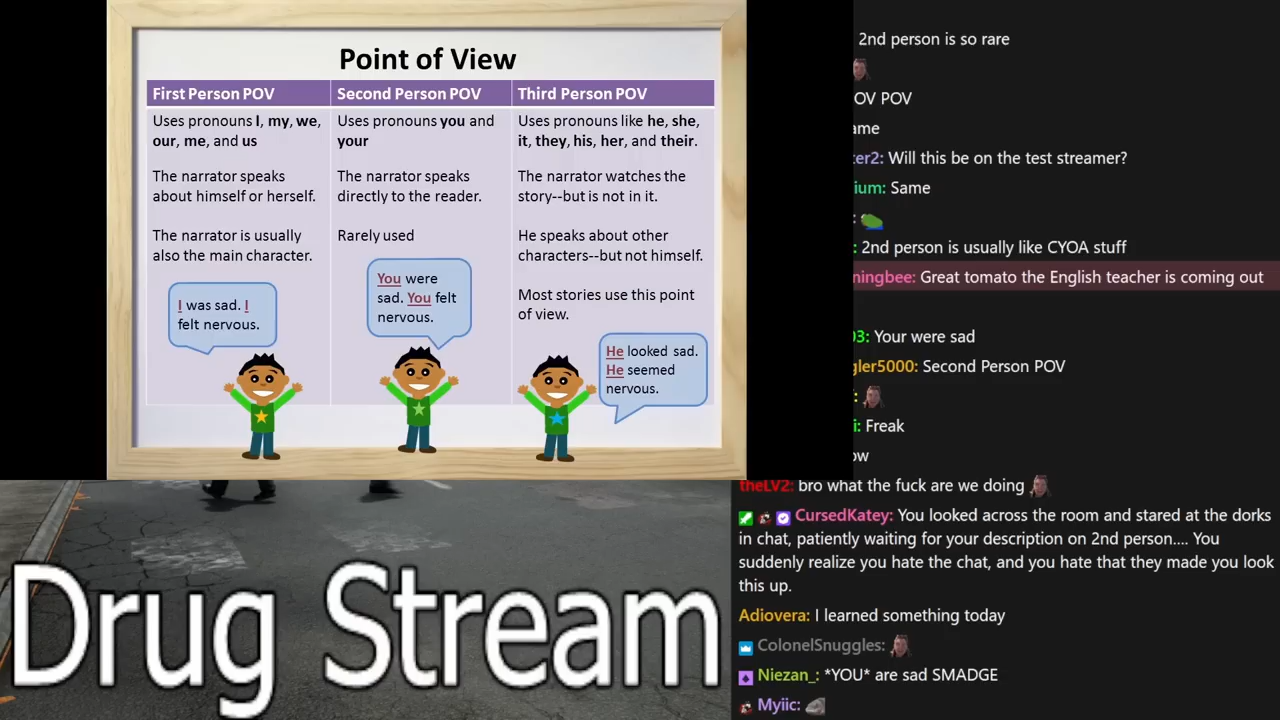 Point of View
First Person POV
Second Person POV
Third Person POV
Uses pronouns I, my, we,
our, me, and us
The narrator speaks
about himself or herself.
The narrator is usually
also the main character.
I was sad. I
felt nervous.
Uses pronouns you and
your
The narrator speaks
directly to the reader.
Rarely used
You were
sad. You felt
nervous.
Uses pronouns like he, she,
it, they, his, her, and their.
The narrator watches the
story--but is not in it.
He speaks about other
characters--but not himself.
Most stories use this point
of view.
He looked sad.
He seemed
nervous.
Drug Stream
2nd person is so rare
OV POV
ame
ter2: Will this be on the test streamer?
ium: Same
: 2nd person is usually like CYOA stuff
ningbee: Great tomato the English teacher is coming out
03: Your were sad
gler5000: Second Person POV
i: Freak
ow
theLV2: bro what the fuck are we doing
CursedKatey: You looked across the room and stared at the dorks
in chat, patiently waiting for your description on 2nd person.... You
suddenly realize you hate the chat, and you hate that they made you look
this up.
Adiovera: I learned something today
ColonelSnuggles:
Niezan_: *YOU* are sad SMADGE
Myiic: